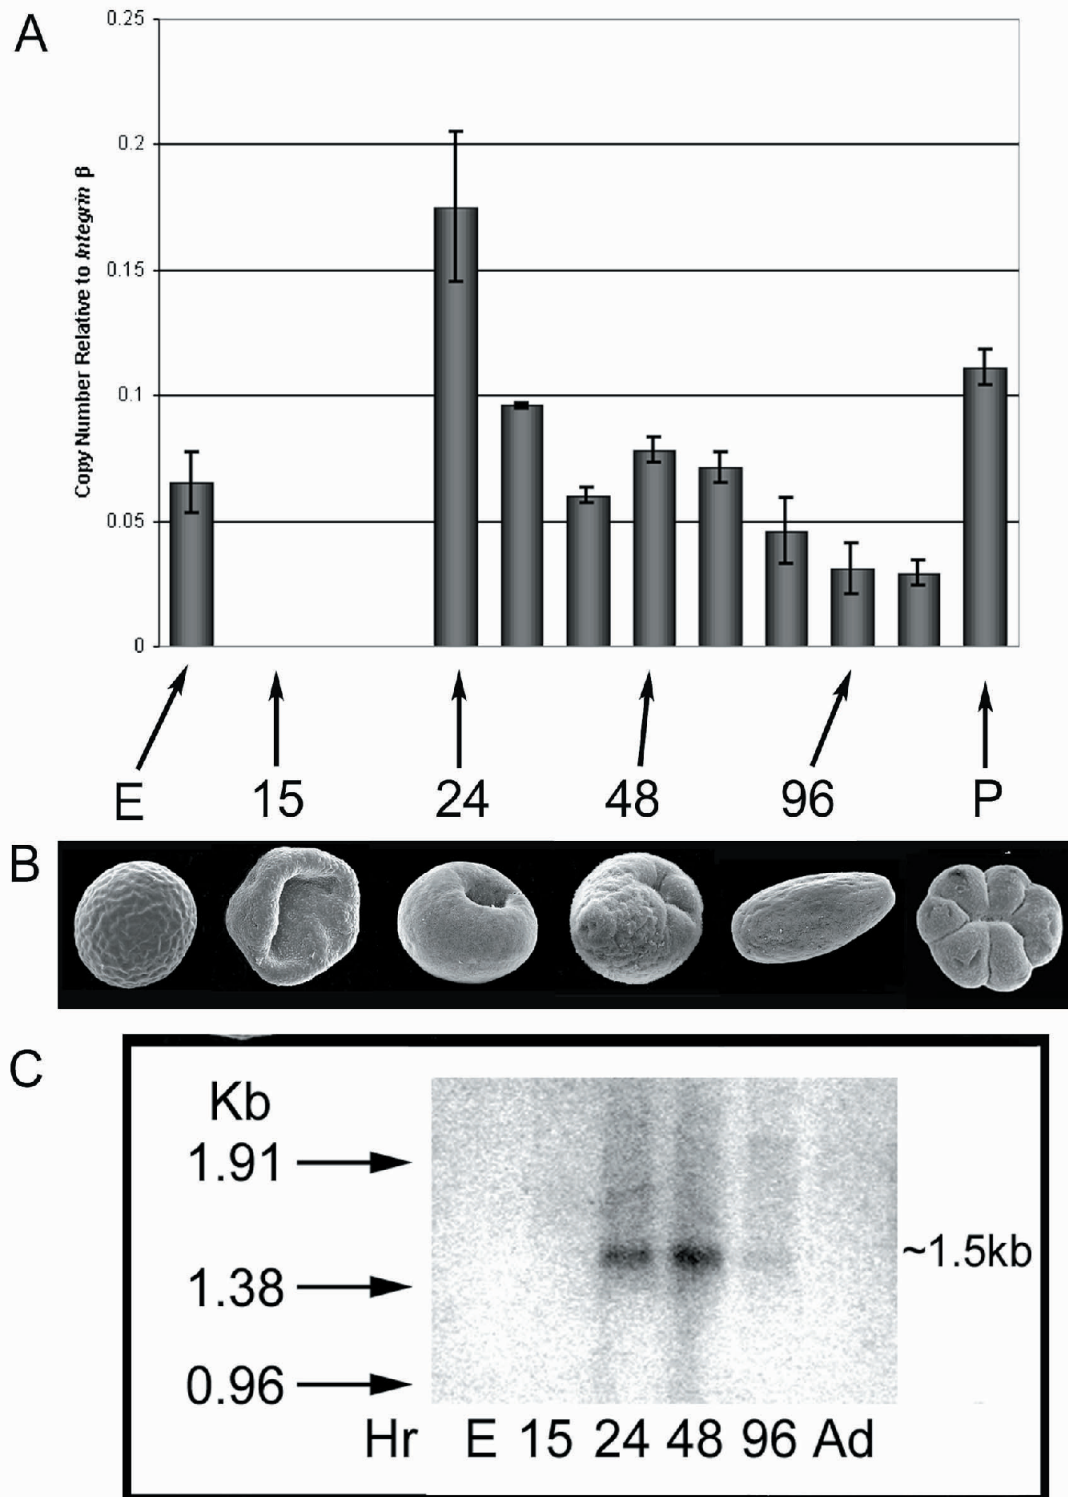 A
0.25
0.2
0.15
0.1
0.05
0
Copy Number Relative to Integrin β
E 15 24 48 96 P
B
C
Kb
1.91
1.38
0.96
~1.5kb
Hr E 15 24 48 96 Ad